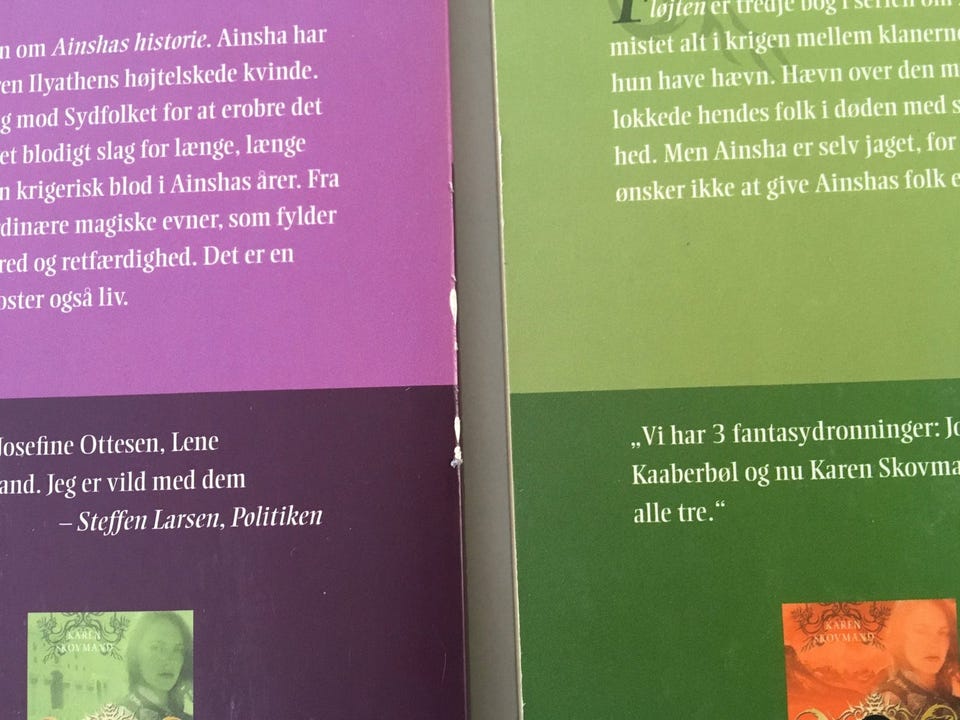 n om Ainshas historie. Ainsha har
ren Ilyathens højtelskede kvinde.
g mod Sydfolket for at erobre det
et blodigt slag for længe, længe
n krigerisk blod i Ainshas årer. Fra
rdinære magiske evner, som fylder
red og retfærdighed. Det er en
oster også liv.
Josefine Ottesen, Lene
and. Jeg er vild med dem
– Steffen Larsen, Politiken
KAREN
SKOVMAND
Fløjten er tredje bog i serien om
mistet alt i krigen mellem klanerne
hun have hævn. Hævn over den m
lokkede hendes folk i døden med s
hed. Men Ainsha er selv jaget, for
ønsker ikke at give Ainshas folk e
„Vi har 3 fantasydronninger: Jo
Kaaberbøl og nu Karen Skovma
alle tre.“
KAREN
SKOVMAND